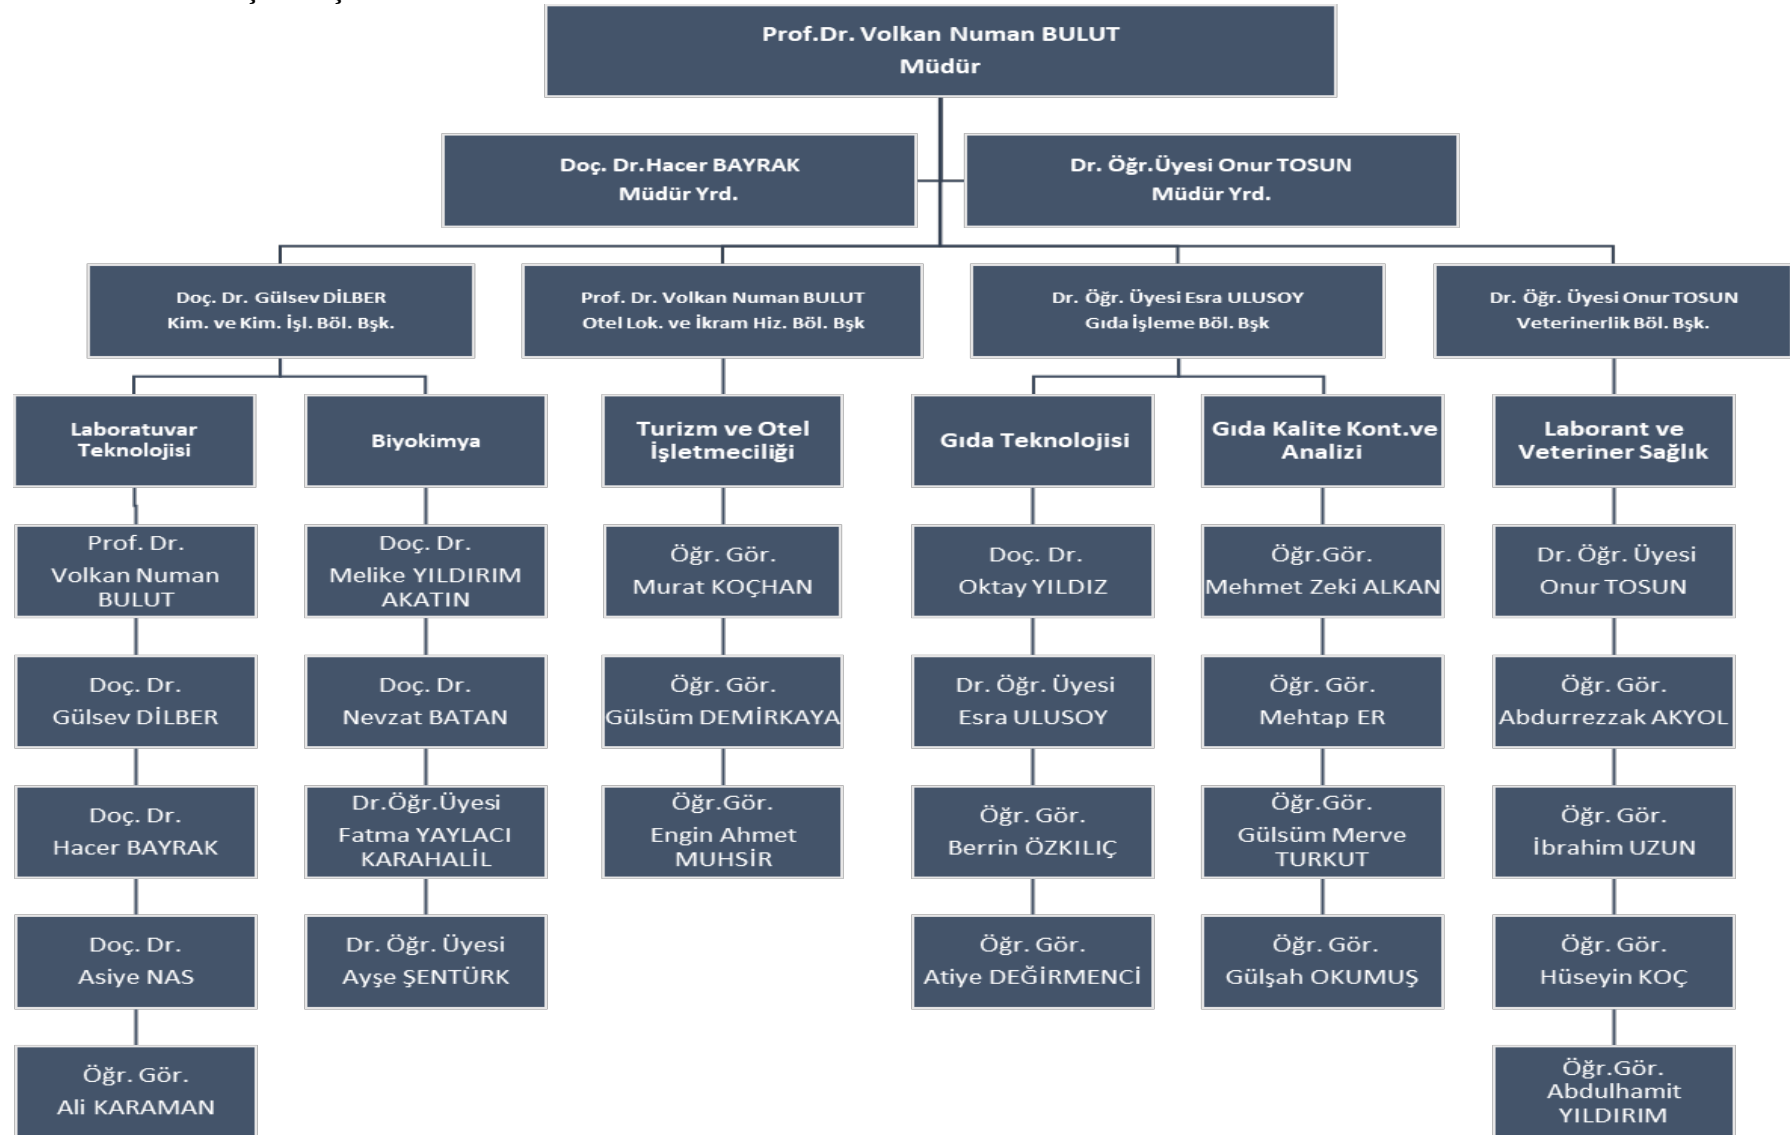 Prof.Dr. Volkan Numan BULUT
Müdür
Doç. Dr.Hacer BAYRAK
Müdür Yrd.
Dr. Öğr.Üyesi Onur TOSUN
Müdür Yrd.
Doç. Dr. Gülsev DİLBER
Kim. ve Kim. İşl. Böl. Bşk.
Prof. Dr. Volkan Numan BULUT
Otel Lok. ve İkram Hiz. Böl. Bşk
Dr. Öğr. Üyesi Esra ULUSOY
Gıda İşleme Böl. Bşk
Dr. Öğr. Üyesi Onur TOSUN
Veterinerlik Böl. Bşk.
Laboratuvar
Teknolojisi
Prof. Dr.
Volkan Numan
BULUT
Doç. Dr.
Gülsev DİLBER
Doç. Dr.
Hacer BAYRAK
Doç. Dr.
Asiye NAS
Öğr. Gör.
Ali KARAMAN
Biyokimya
Doç. Dr.
Melike YILDIRIM
AKATIN
Doç. Dr.
Nevzat BATAN
Dr.Öğr.Üyesi
Fatma YAYLACI
KARAHALİL
Dr. Öğr. Üyesi
Ayşe ŞENTÜRK
Turizm ve Otel
İşletmeciliği
Öğr. Gör.
Murat KOÇHAN
Öğr. Gör.
Gülsüm DEMİRKAYA
Öğr.Gör.
Engin Ahmet
MUHSİR
Gıda Teknolojisi
Doç. Dr.
Oktay YILDIZ
Dr. Öğr. Üyesi
Esra ULUSOY
Öğr. Gör.
Berrin ÖZKILIÇ
Öğr. Gör.
Atiye DEĞİRMENCİ
Gıda Kalite Kont.ve
Analizi
Öğr.Gör.
Mehmet Zeki ALKAN
Öğr. Gör.
Mehtap ER
Öğr.Gör.
Gülsüm Merve
TURKUT
Öğr. Gör.
Gülşah OKUMUŞ
Laborant ve
Veteriner Sağlık
Dr. Öğr. Üyesi
Onur TOSUN
Öğr. Gör.
Abdurrezzak AKYOL
Öğr. Gör.
İbrahim UZUN
Öğr. Gör.
Hüseyin KOÇ
Öğr.Gör.
Abdulhamit
YILDIRIM